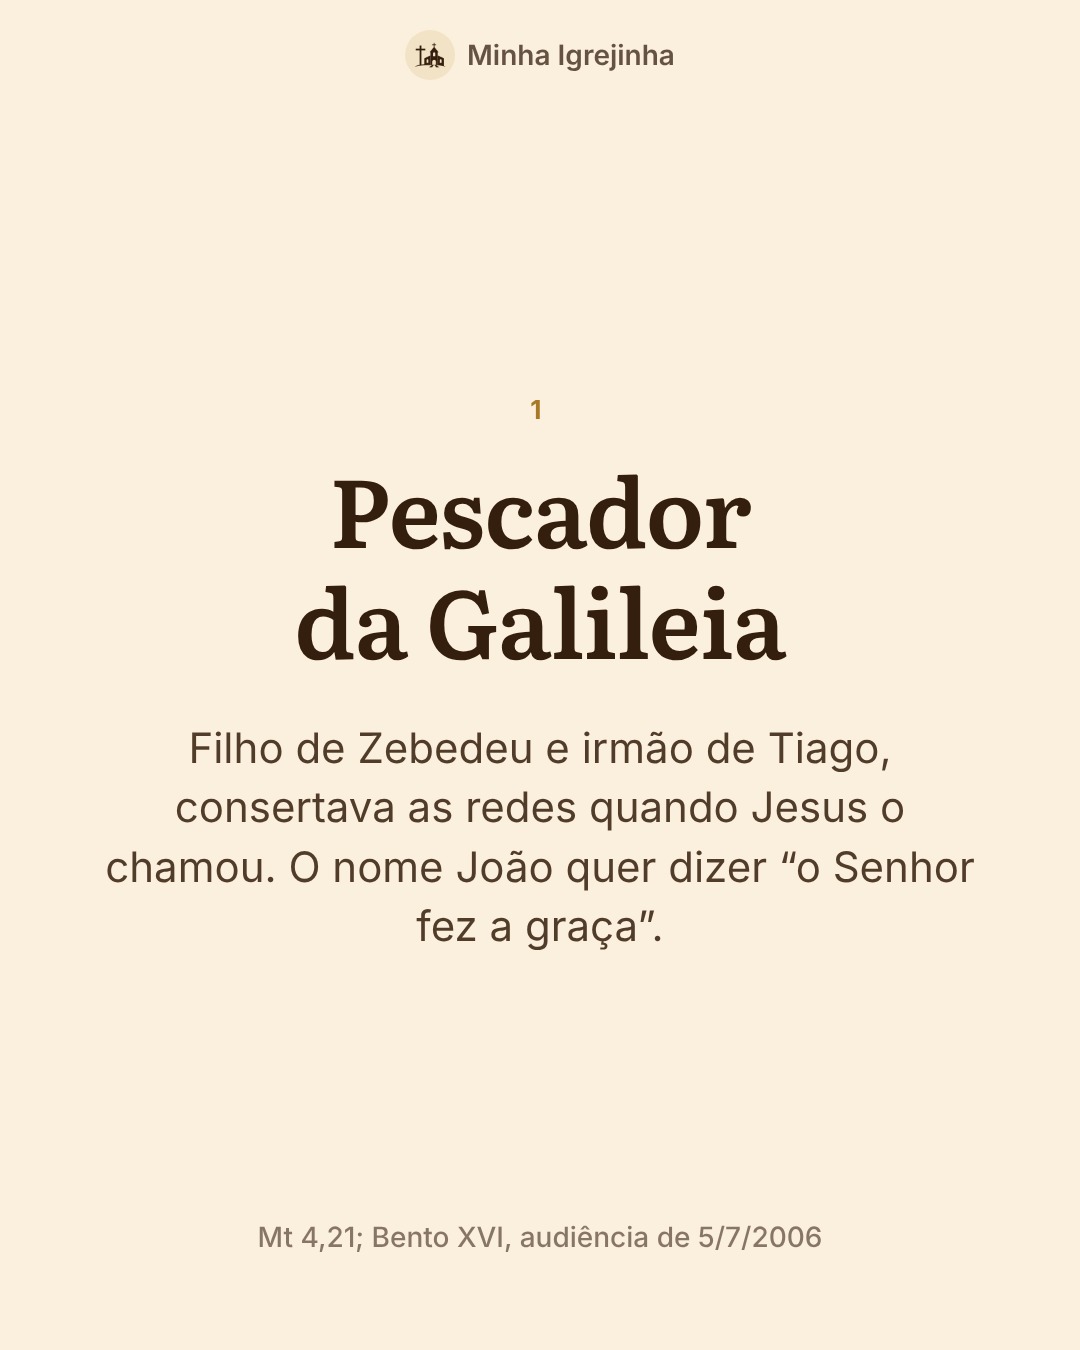 Minha Igrejinha
1
Pescador
da Galileia
Filho de Zebedeu e irmão de Tiago,
consertava as redes quando Jesus o
chamou. O nome João quer dizer “o Senhor
fez a graça”.
Mt 4,21; Bento XVI, audiência de 5/7/2006